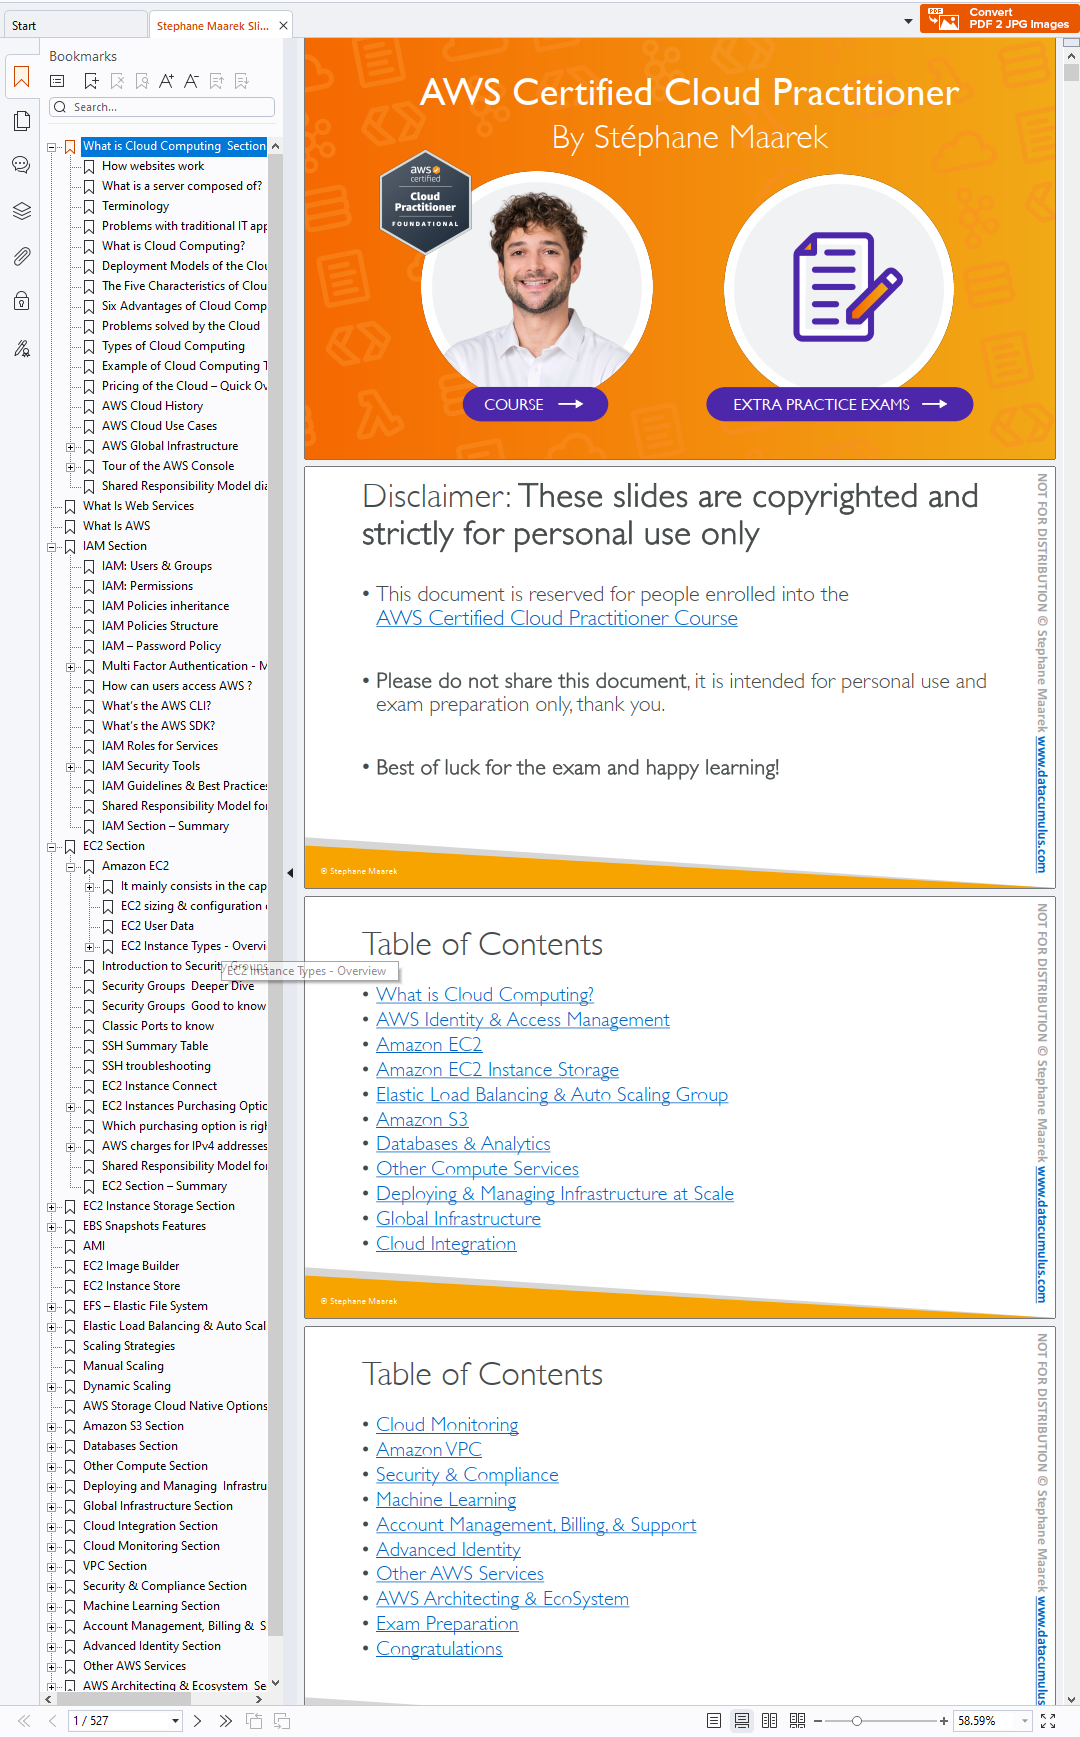 Start
Stephane Maarek Sli...
Convert
PDF 2 JPG Images
PDF
Bookmarks
Search...
What is Cloud Computing Section
How websites work
What is a server composed of?
Terminology
Problems with traditional IT app
What is Cloud Computing?
Deployment Models of the Clou
The Five Characteristics of Clou
Six Advantages of Cloud Comp
Problems solved by the Cloud
Types of Cloud Computing
Example of Cloud Computing T
Pricing of the Cloud – Quick Ov
AWS Cloud History
AWS Cloud Use Cases
AWS Global Infrastructure
Tour of the AWS Console
Shared Responsibility Model dia
What Is Web Services
What Is AWS
IAM Section
IAM: Users & Groups
IAM: Permissions
IAM Policies inheritance
IAM Policies Structure
IAM – Password Policy
Multi Factor Authentication - M
How can users access AWS ?
What's the AWS CLI?
What's the AWS SDK?
IAM Roles for Services
IAM Security Tools
IAM Guidelines & Best Practices
Shared Responsibility Model for
IAM Section – Summary
EC2 Section
Amazon EC2
It mainly consists in the cap
EC2 sizing & configuration
EC2 User Data
EC2 Instance Types - Overvi
Introduction to Security Groups
EC2 Instance Types - Overview
Security Groups Deeper Dive
Security Groups Good to know
Classic Ports to know
SSH Summary Table
SSH troubleshooting
EC2 Instance Connect
EC2 Instances Purchasing Optic
Which purchasing option is righ
AWS charges for IPv4 addresses
Shared Responsibility Model for
EC2 Section – Summary
EC2 Instance Storage Section
EBS Snapshots Features
AMI
EC2 Image Builder
EC2 Instance Store
EFS – Elastic File System
Elastic Load Balancing & Auto Scal
Scaling Strategies
Manual Scaling
Dynamic Scaling
AWS Storage Cloud Native Options
Amazon S3 Section
Databases Section
Other Compute Section
Deploying and Managing Infrastru
Global Infrastructure Section
Cloud Integration Section
Cloud Monitoring Section
VPC Section
Security & Compliance Section
Machine Learning Section
Account Management, Billing & S
Advanced Identity Section
Other AWS Services
AWS Architecting & Ecosystem Se
AWS Certified Cloud Practitioner
By Stéphane Maarek
aws
certified
Cloud
Practitioner
FOUNDATIONAL
COURSE
EXTRA PRACTICE EXAMS
Disclaimer: These slides are copyrighted and
strictly for personal use only
• This document is reserved for people enrolled into the
AWS Certified Cloud Practitioner Course
• Please do not share this document, it is intended for personal use and
exam preparation only, thank you.
• Best of luck for the exam and happy learning!
© Stephane Maarek
NOT FOR DISTRIBUTION © Stephane Maarek www.datacumulus.com
Table of Contents
• What is Cloud Computing?
• AWS Identity & Access Management
• Amazon EC2
• Amazon EC2 Instance Storage
• Elastic Load Balancing & Auto Scaling Group
• Amazon S3
• Databases & Analytics
• Other Compute Services
• Deploying & Managing Infrastructure at Scale
• Global Infrastructure
• Cloud Integration
© Stephane Maarek
NOT FOR DISTRIBUTION © Stephane Maarek www.datacumulus.com
Table of Contents
• Cloud Monitoring
• Amazon VPC
• Security & Compliance
• Machine Learning
• Account Management, Billing, & Support
• Advanced Identity
• Other AWS Services
• AWS Architecting & EcoSystem
• Exam Preparation
• Congratulations
NOT FOR DISTRIBUTION © Stephane Maarek www.datacumulus
1 / 527
58.59%